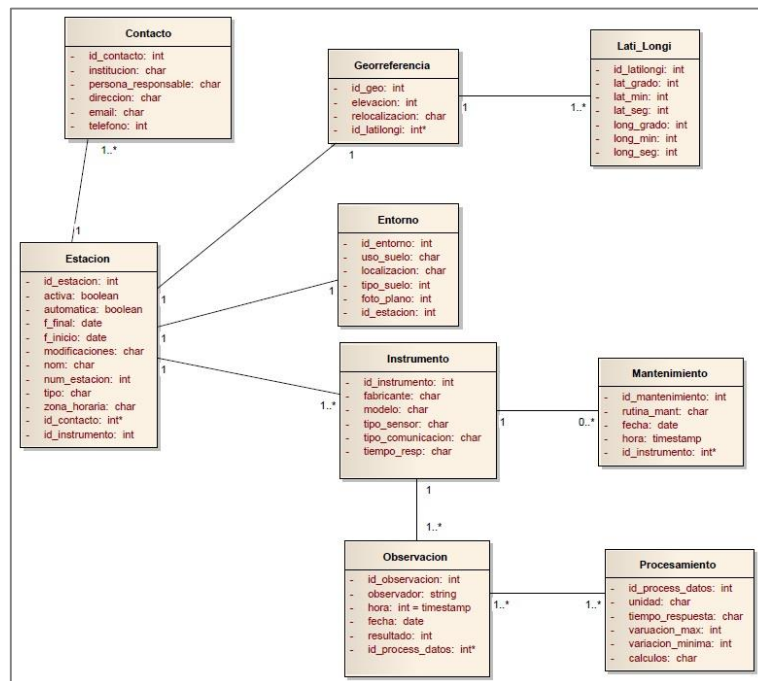 Contacto
- id_contacto: int
- institucion: char
- persona_responsable: char
- direccion: char
- email: char
- telefono: int
1..*
1
Georreferencia
- id_geo: int
- elevacion: int
- relocalizacion: char
- id_latilongi: int*
1
1
1..*
Lati_Longi
- id_latilongi: int
- lat_grado: int
- lat_min: int
- lat_seg: int
- long_grado: int
- long_min: int
- long_seg: int
Estacion
- id_estacion: int
- activa: boolean
- automatica: boolean
- f_final: date
- f_inicio: date
- modificaciones: char
- nom: char
- num_estacion: int
- tipo: char
- zona_horaria: char
- id_contacto: int*
- id_instrumento: int
1
1
1
Entorno
- id_entorno: int
- uso_suelo: char
- localizacion: char
- tipo_suelo: int
- foto_plano: int
- id_estacion: int
1
Instrumento
- id_instrumento: int
- fabricante: char
- modelo: char
- tipo_sensor: char
- tipo_comunicacion: char
- tiempo_resp: char
1..*
1
0..*
Mantenimiento
- id_mantenimiento: int
- rutina_mant: char
- fecha: date
- hora: timestamp
- id_instrumento: int*
1
1..*
Observacion
- id_observacion: int
- observador: string
- hora: int = timestamp
- fecha: date
- resultado: int
- id_process_datos: int*
1..*
1..*
Procesamiento
- id_process_datos: int
- unidad: char
- tiempo_respuesta: char
- varuacion_max: int
- variacion_minima: int
- calculos: char